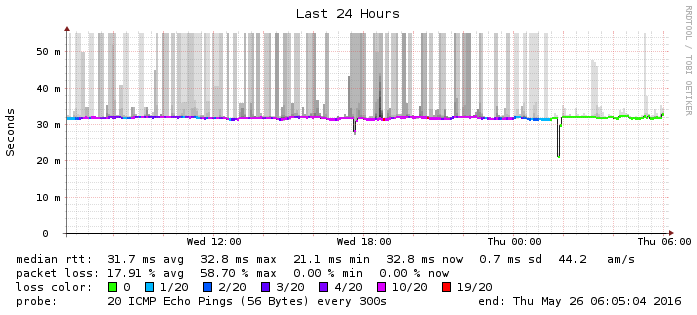 Last 24 Hours
RRDTOOL / TOBI OETIKER
Seconds
50 m
40 m
30 m
20 m
10 m
0
Wed 12:00 Wed 18:00 Thu 00:00 Thu 06:00
median rtt: 31.7 ms avg 32.8 ms max 21.1 ms min 32.8 ms now 0.7 ms sd 44.2 am/s
packet loss: 17.91 % avg 58.70 % max 0.00 % min 0.00 % now
loss color: 0 1/20 2/20 3/20 4/20 10/20 19/20
probe: 20 ICMP Echo Pings (56 Bytes) every 300s end: Thu May 26 06:05:04 2016